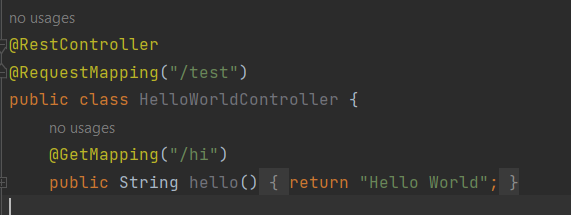 no usages
@RestController
@RequestMapping("/test")
public class HelloWorldController {
no usages
@GetMapping("/hi")
public String hello() { return "Hello World"; }